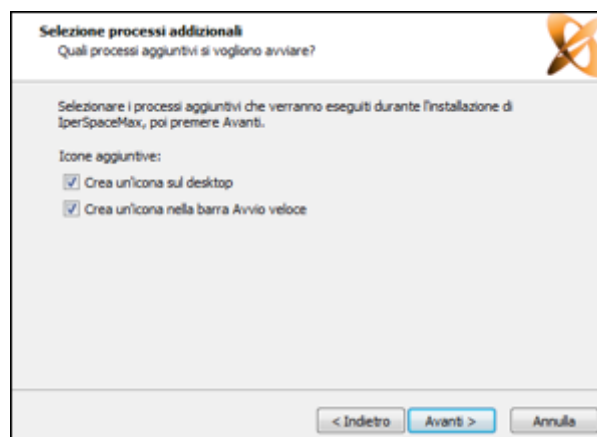 Selezione processi addizionali
Quali processi aggiuntivi si vogliono avviare?
Selezionare i processi aggiuntivi che verranno eseguiti durante l'installazione di
IperSpaceMax, poi premere Avanti.
Icone aggiuntive:
Crea un'icona sul desktop
Crea un'icona nella barra Avvio veloce
< Indietro
Avanti >
Annulla